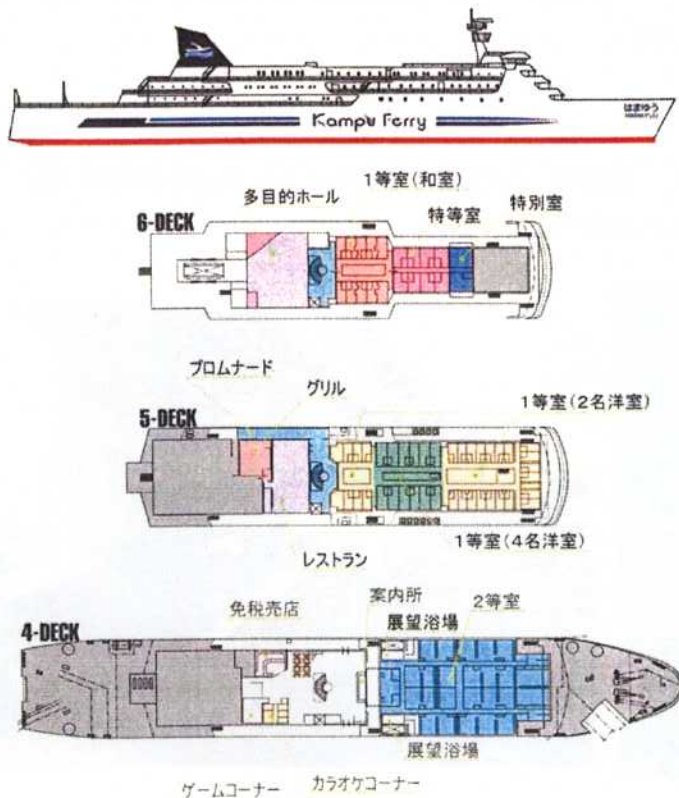 Kampu Ferry
はまゆう
HAMAYUU
1等室(和室)
多目的ホール
特別室
特等室
6-DECK
プロムナード
グリル
1等室(2名洋室)
5-DECK
1等室(4名洋室)
レストラン
案内所
免税売店
2等室
展望浴場
4-DECK
展望浴場
ゲームコーナー
カラオケコーナー